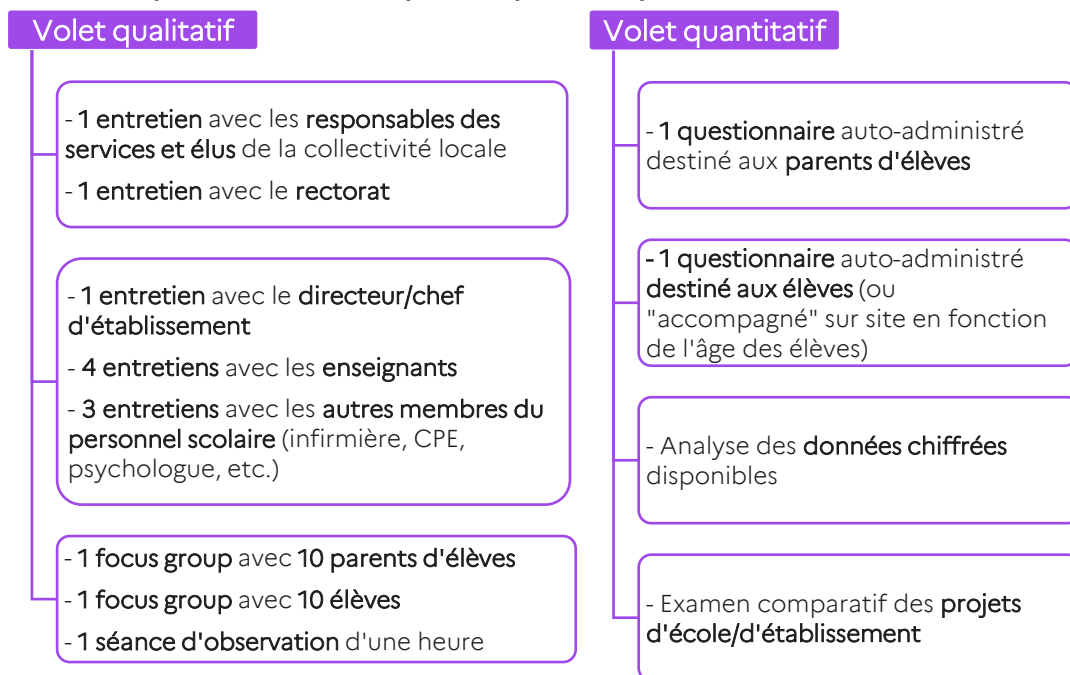 Volet qualitatif
- 1 entretien avec les responsables des
services et élus de la collectivité locale
- 1 entretien avec le rectorat
- 1 entretien avec le directeur/chef
d'établissement
- 4 entretiens avec les enseignants
- 3 entretiens avec les autres membres du
personnel scolaire (infirmière, CPE,
psychologue, etc.)
- 1 focus group avec 10 parents d'élèves
- 1 focus group avec 10 élèves
- 1 séance d'observation d'une heure
Volet quantitatif
- 1 questionnaire auto-administré
destiné aux parents d'élèves
- 1 questionnaire auto-administré
destiné aux élèves (ou
"accompagné" sur site en fonction
de l'âge des élèves)
- Analyse des données chiffrées
disponibles
- Examen comparatif des projets
d'école/d'établissement